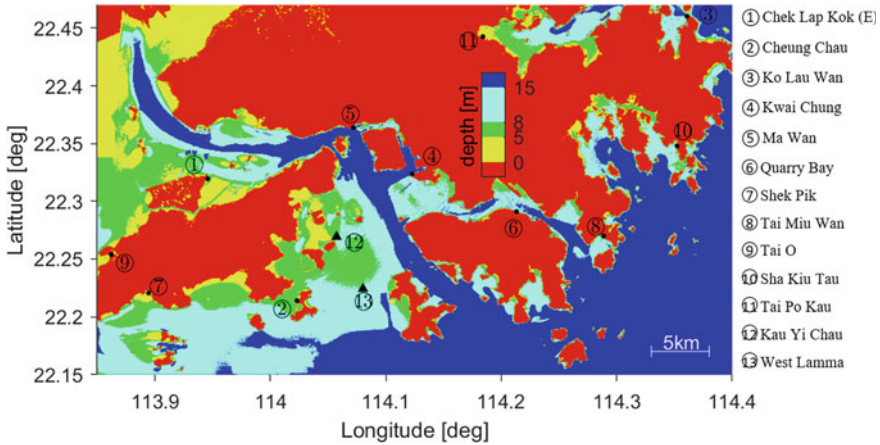 22.45
22.4
22.35
22.3
22.25
22.2
22.15
Latitude [deg]
113.9
114
114.1
114.2
114.3
114.4
Longitude [deg]
depth [m]
15
8
5
0
5km
①
②
③
④
⑤
⑥
⑦
⑧
⑨
⑩
⑪
⑫
⑬
① Chek Lap Kok (E)
② Cheung Chau
③ Ko Lau Wan
④ Kwai Chung
⑤ Ma Wan
⑥ Quarry Bay
⑦ Shek Pik
⑧ Tai Miu Wan
⑨ Tai O
⑩ Sha Kiu Tau
⑪ Tai Po Kau
⑫ Kau Yi Chau
⑬ West Lamma